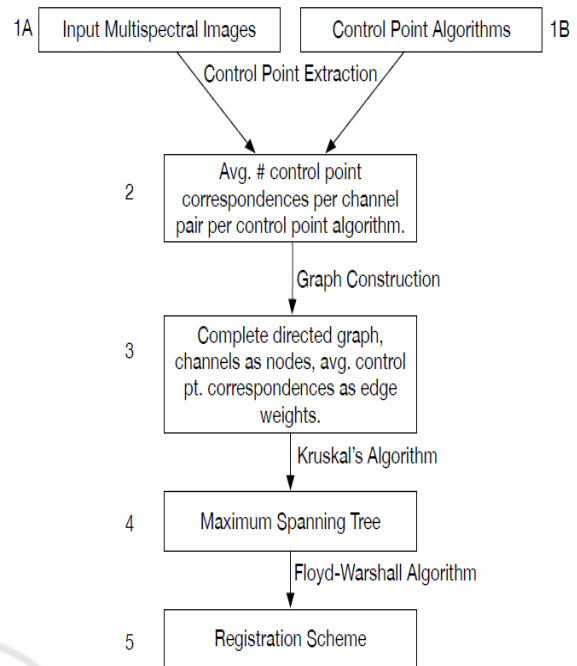 1A
Input Multispectral Images
Control Point Algorithms
1B
Control Point Extraction
2
Avg. # control point
correspondences per channel
pair per control point algorithm.
Graph Construction
3
Complete directed graph,
channels as nodes, avg. control
pt. correspondences as edge
weights.
Kruskal's Algorithm
4
Maximum Spanning Tree
Floyd-Warshall Algorithm
5
Registration Scheme